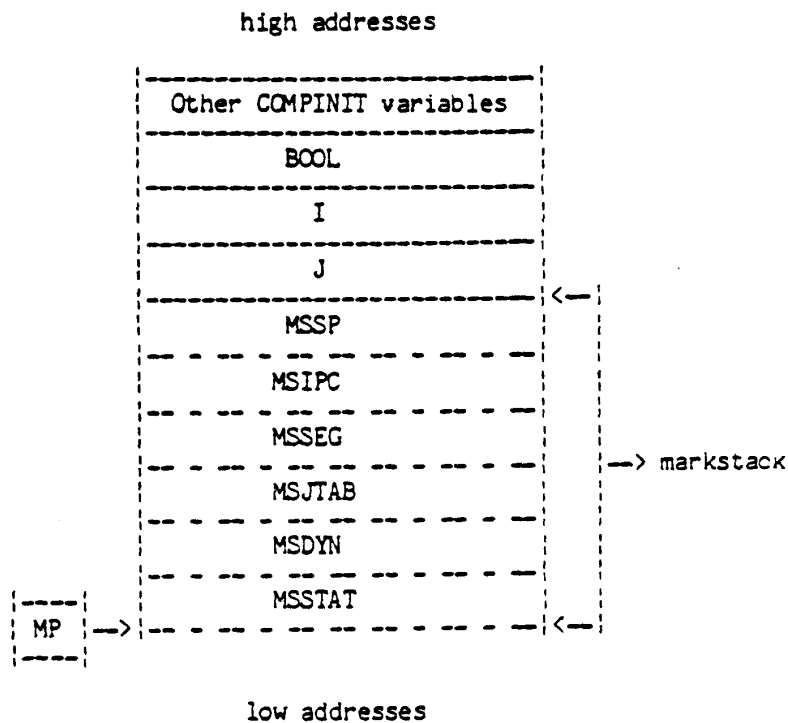 high addresses
Other COMPINIT variables
BOOL
I
J
MSSP
MSIPC
MSSEG
MSJTAB
—> markstack
MSDYN
MSSTAT
MP —>
low addresses